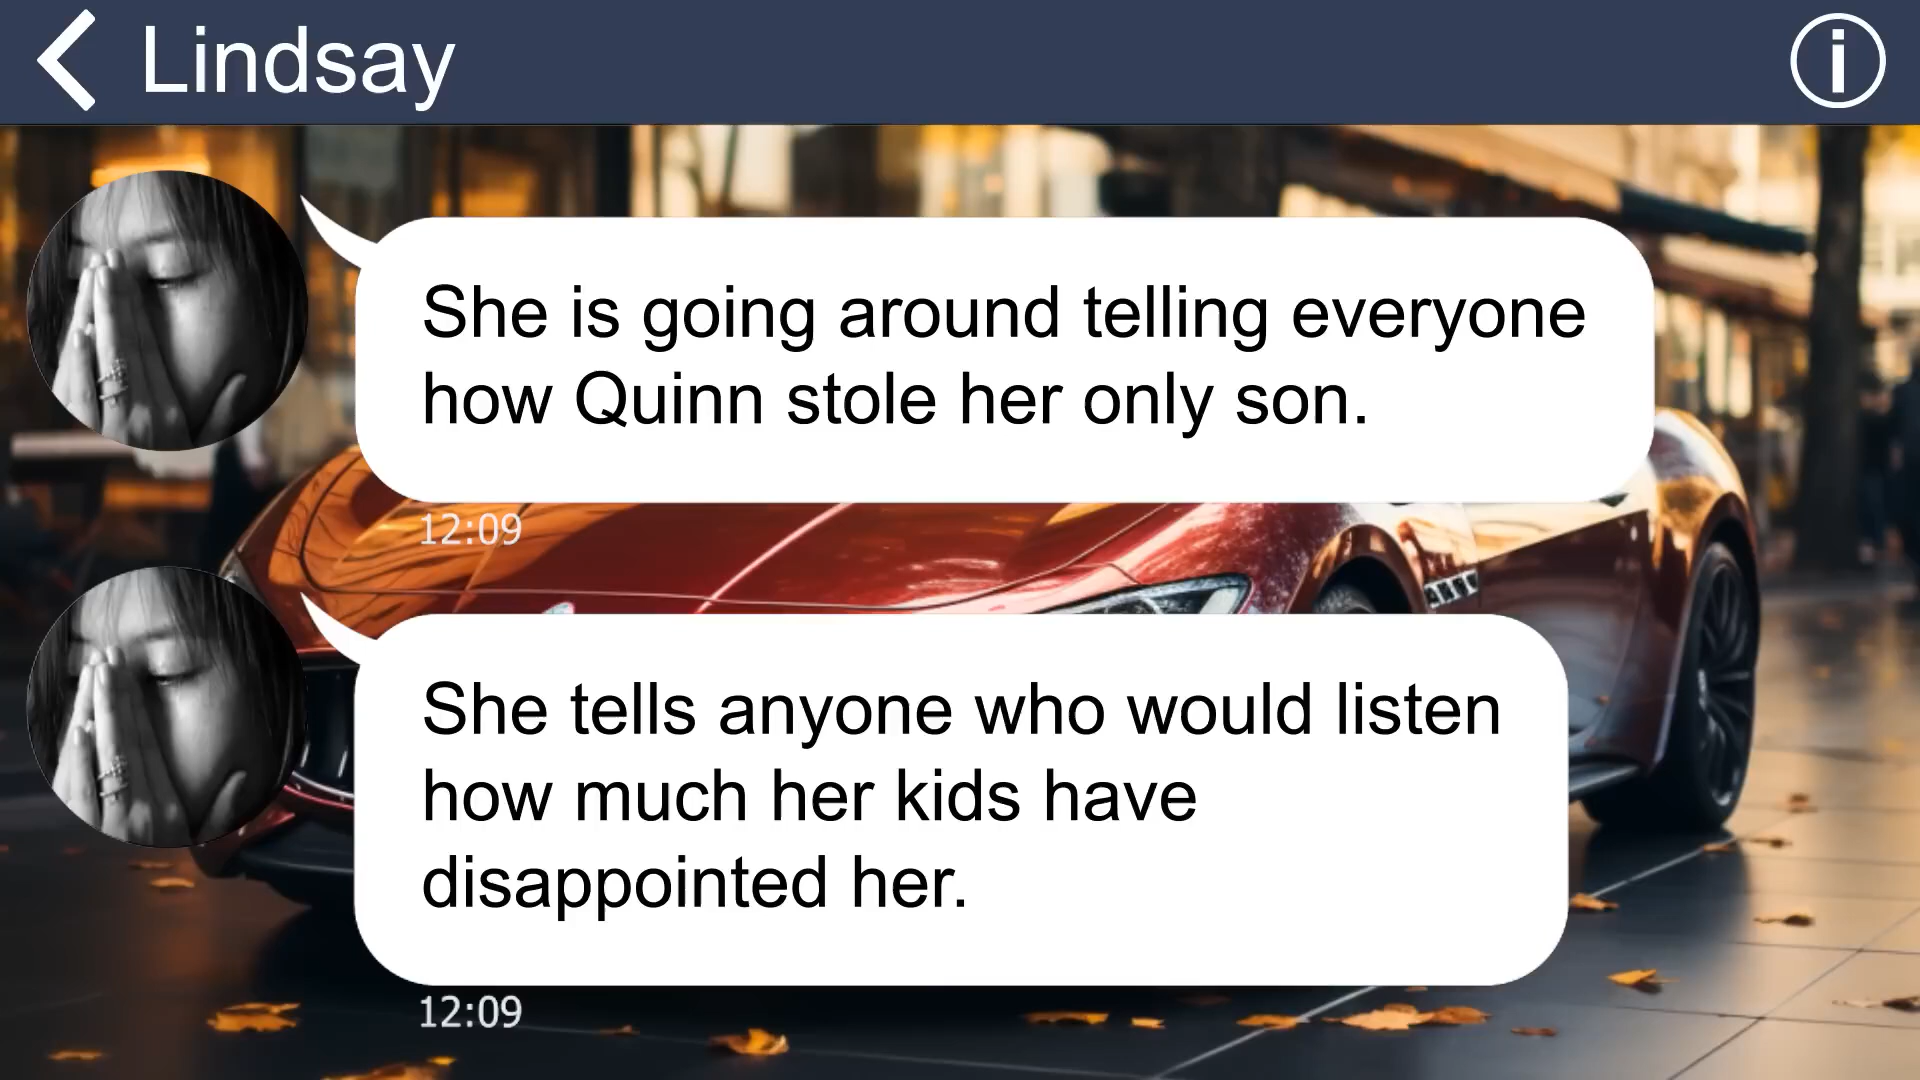 Lindsay
She is going around telling everyone
how Quinn stole her only son.
12:09
She tells anyone who would listen
how much her kids have
disappointed her.
12:09